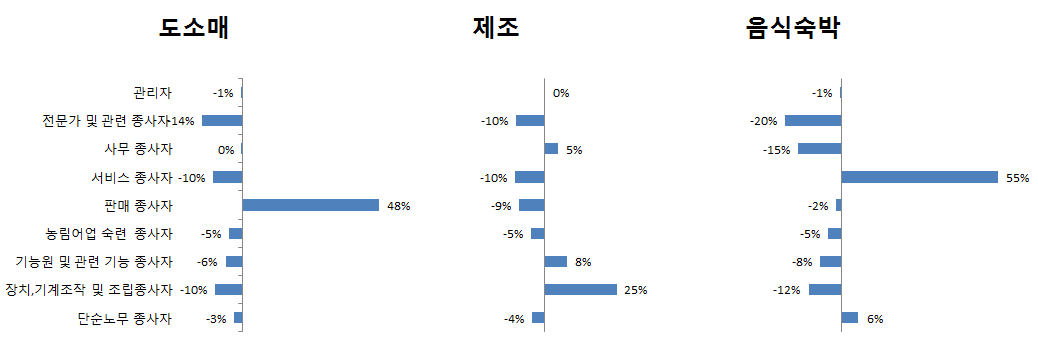 도소매 제조 음식숙박
관리자 -1% 0% -1%
전문가 및 관련 종사자 -14% -10% -20%
사무 종사자 0% 5% -15%
서비스 종사자 -10% -10% 55%
판매 종사자 48% -9% -2%
농림어업 숙련 종사자 -5% -5% -5%
기능원 및 관련 기능 종사자 -6% 8% -8%
장치,기계조작 및 조립종사자 -10% 25% -12%
단순노무 종사자 -3% -4% 6%